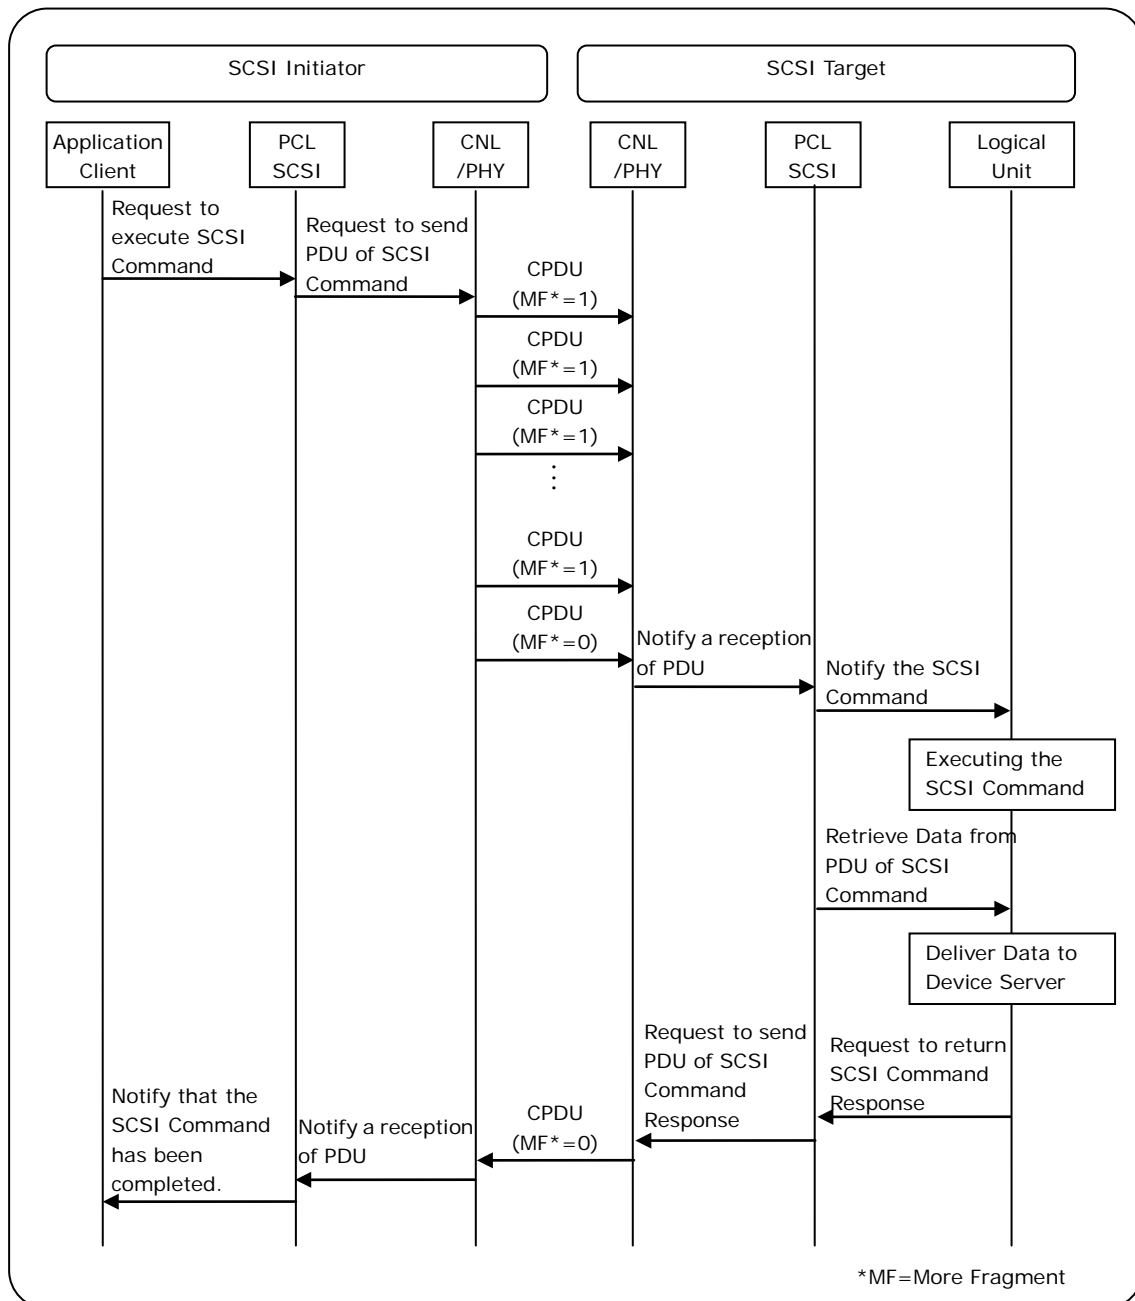 SCSI Initiator
SCSI Target
Application
Client
PCL
SCSI
CNL
/PHY
CNL
/PHY
PCL
SCSI
Logical
Unit
Request to
execute SCSI
Command
Request to send
PDU of SCSI
Command
CPDU
(MF*=1)
CPDU
(MF*=1)
CPDU
(MF*=1)
⋮
CPDU
(MF*=1)
CPDU
(MF*=0)
Notify a reception
of PDU
Notify the SCSI
Command
Executing the
SCSI Command
Retrieve Data from
PDU of SCSI
Command
Deliver Data to
Device Server
Request to return
SCSI Command
Response
Request to send
PDU of SCSI
Command
Response
CPDU
(MF*=0)
Notify a reception
of PDU
Notify that the
SCSI Command
has been
completed.
*MF=More Fragment